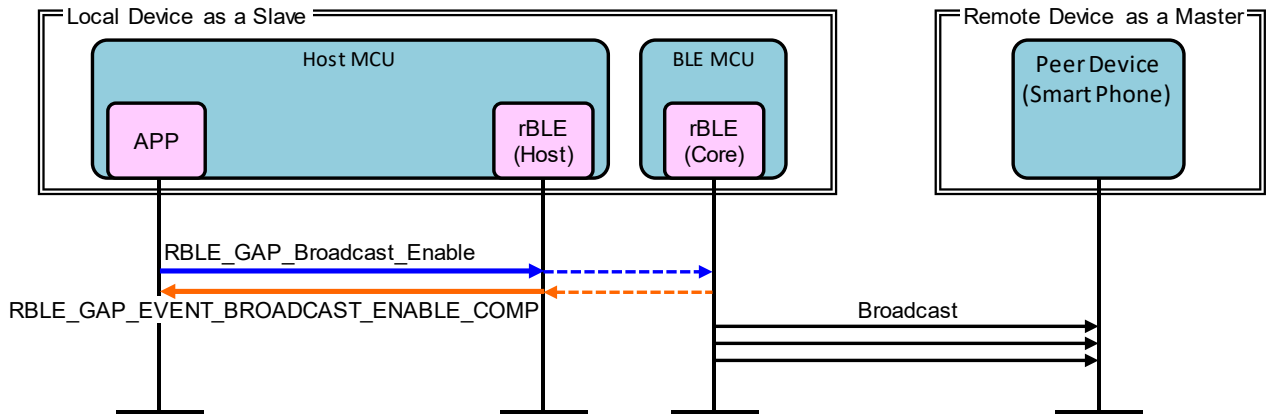 Local Device as a Slave
Remote Device as a Master
Host MCU
BLE MCU
Peer Device
(Smart Phone)
APP
rBLE
(Host)
rBLE
(Core)
RBLE_GAP_Broadcast_Enable
RBLE_GAP_EVENT_BROADCAST_ENABLE_COMP
Broadcast